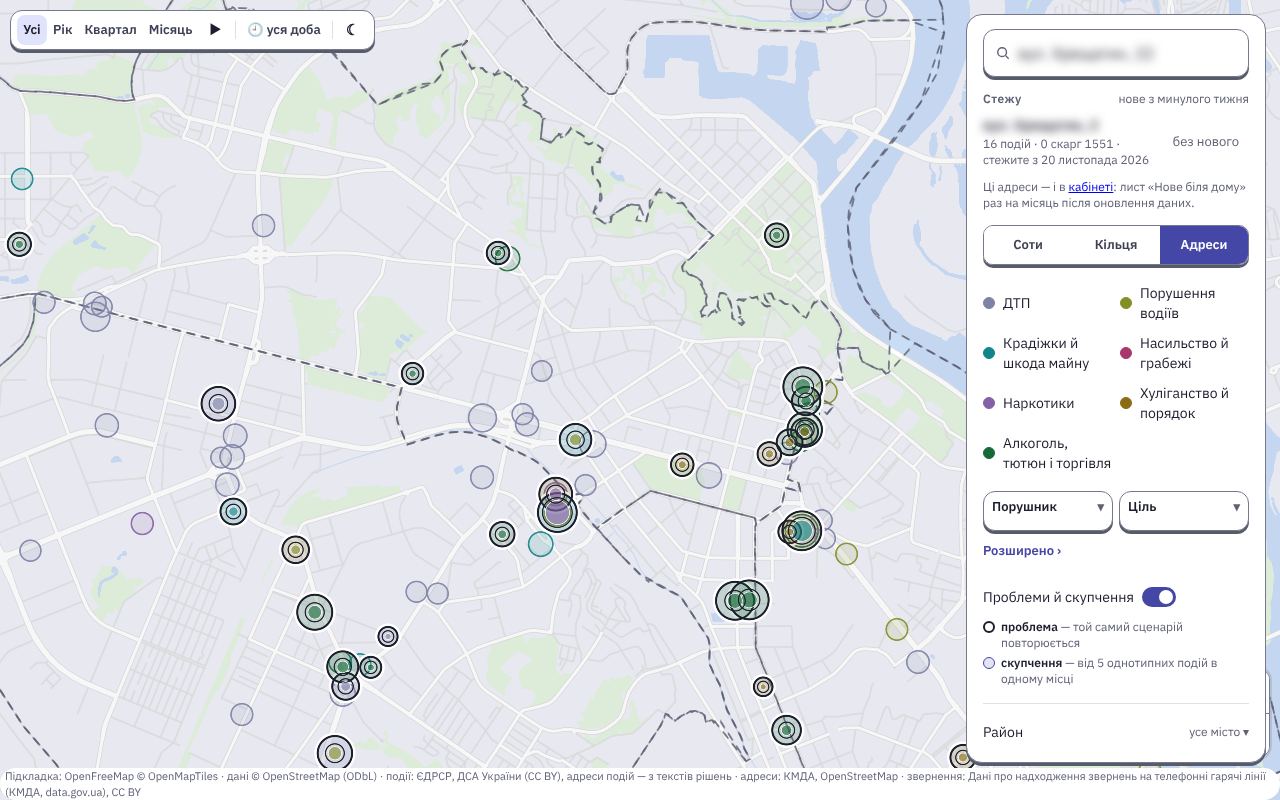 Усі Рік Квартал Місяць ▶ 🕘 уся доба ☾
Стежу нове з минулого тижня
16 подій · 0 скарг 1551 · без нового
стежите з 20 листопада 2026
Ці адреси — і в кабінеті: лист «Нове біля дому»
раз на місяць після оновлення даних.
Соти Кільця Адреси
ДТП
Порушення
водіїв
Крадіжки й
шкода майну
Насильство й
грабежі
Наркотики
Хуліганство й
порядок
Алкоголь,
тютюн і торгівля
Порушник ▾ Ціль ▾
Розширено ›
Проблеми й скупчення
проблема — той самий сценарій
повторюється
скупчення — від 5 однотипних подій в
одному місці
Район усе місто ▾
Підкладка: OpenFreeMap © OpenMapTiles · дані © OpenStreetMap (ODbL) · події: ЄДРСР, ДСА України (CC BY), адреси подій — з текстів рішень · адреси: КМДА, OpenStreetMap · звернення: Дані про надходження звернень на телефонні гарячі лінії
(КМДА, data.gov.ua), CC BY